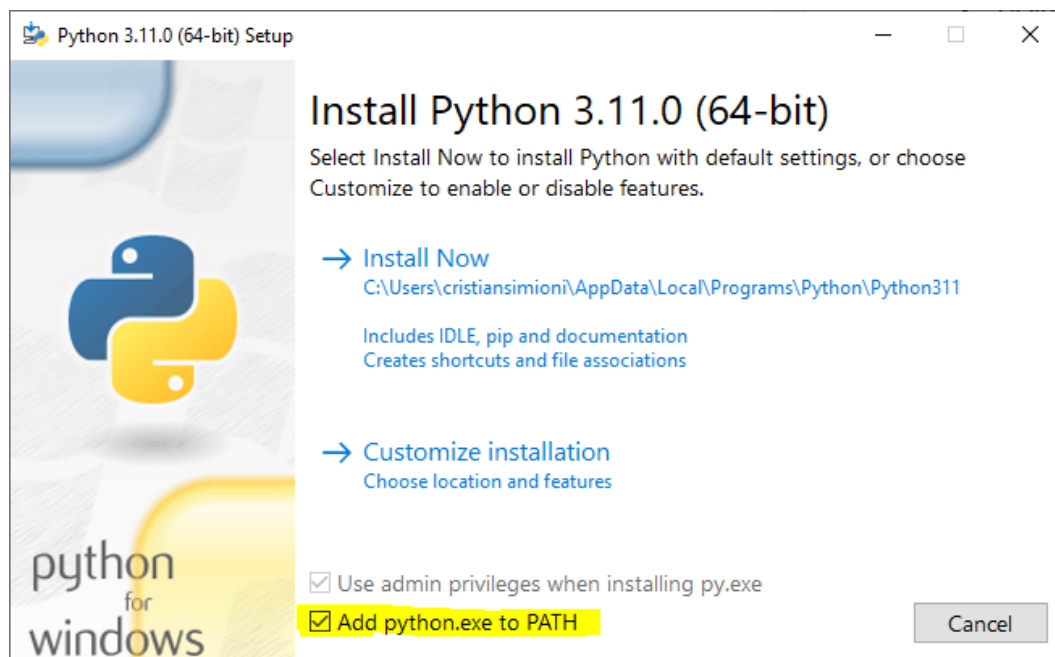 Python 3.11.0 (64-bit) Setup
Install Python 3.11.0 (64-bit)
Select Install Now to install Python with default settings, or choose
Customize to enable or disable features.
Install Now
C:\Users\cristiansimioni\AppData\Local\Programs\Python\Python311
Includes IDLE, pip and documentation
Creates shortcuts and file associations
Customize installation
Choose location and features
python
for
windows
Use admin privileges when installing py.exe
Add python.exe to PATH
Cancel